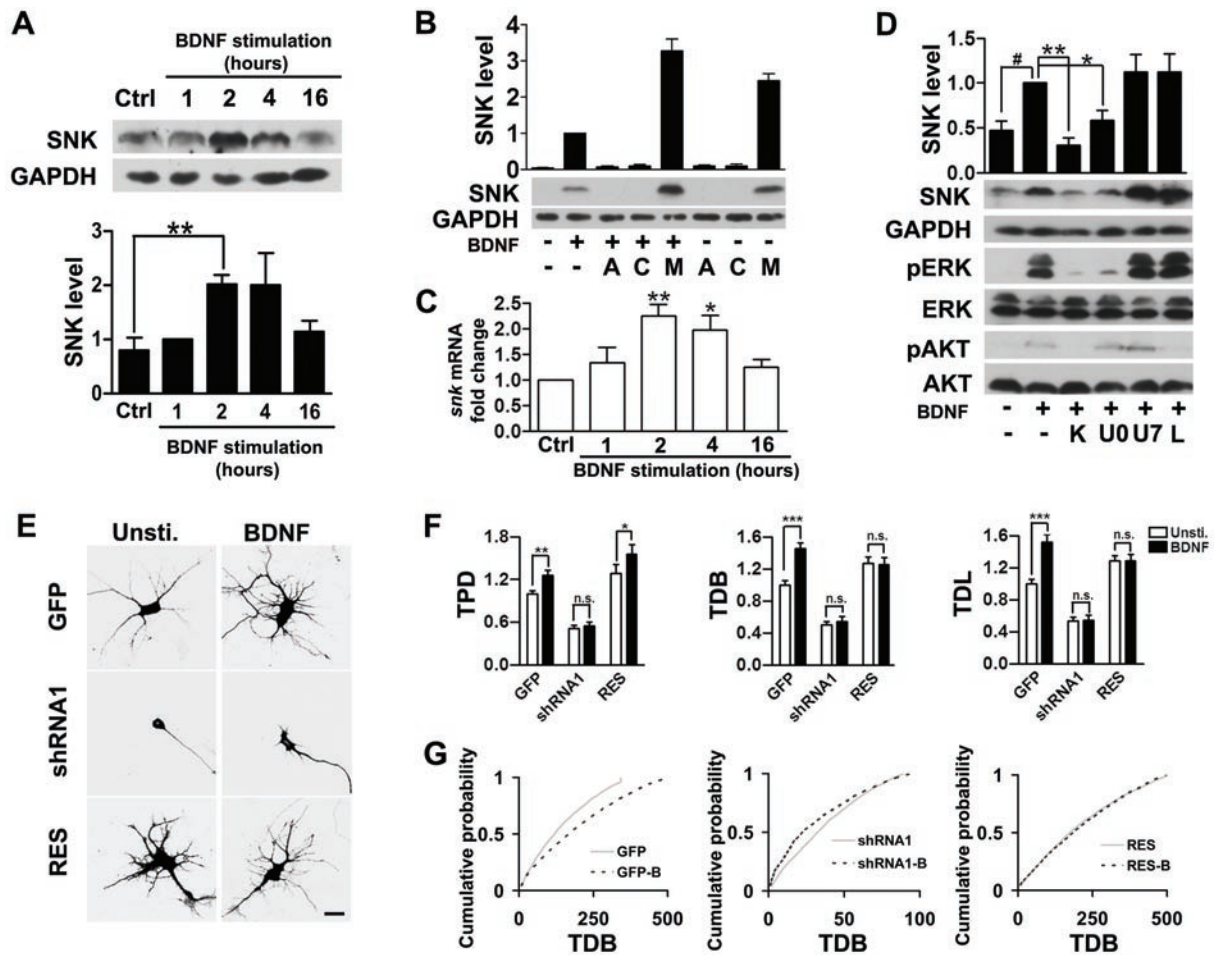 A
BDNF stimulation
(hours)
Ctrl 1 2 4 16
SNK
GAPDH
SNK level
3
2
1
0
**
Ctrl 1 2 4 16
BDNF stimulation
(hours)
B
SNK level
5
4
3
2
1
0
SNK
GAPDH
BDNF - + + + + - - -
- - A C M A C M
C
snk mRNA
fold change
2.5
2.0
1.5
1.0
0.5
0.0
** *
Ctrl 1 2 4 16
BDNF stimulation (hours)
D
SNK level
1.5
1.0
0.5
0.0
# ** *
SNK
GAPDH
pERK
ERK
pAKT
AKT
BDNF - + + + + +
- - K U0 U7 L
E
Unsti. BDNF
GFP
shRNA1
RES
F
TPD
1.8
1.2
0.6
0.0
** n.s. *
GFP shRNA1 RES
TDB
2.0
1.6
1.2
0.8
0.4
0.0
*** n.s. n.s.
GFP shRNA1 RES
TDL
1.6
1.2
0.8
0.4
0.0
*** n.s. n.s.
GFP shRNA1 RES
Unsti.
BDNF
G
Cumulative probability
1
0.5
0
GFP
GFP-B
0 250 500
TDB
Cumulative probability
1
0.5
0
shRNA1
shRNA1-B
0 50 100
TDB
Cumulative probability
1
0.5
0
RES
RES-B
0 250 500
TDB